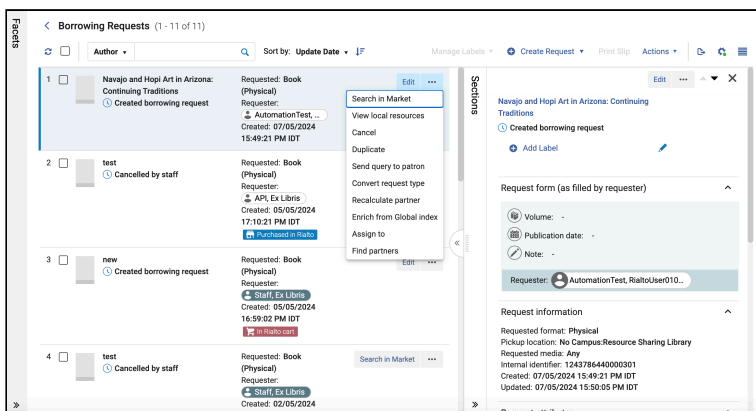 Facets
Borrowing Requests (1 - 11 of 11)
Author
Sort by: Update Date
Manage Labels
Create Request
Print Slip
Actions
1
Navajo and Hopi Art in Arizona:
Continuing Traditions
Created borrowing request
Requested: Book
(Physical)
Requester:
AutomationTest, ...
Created: 07/05/2024
15:49:21 PM IDT
Edit
Search in Market
View local resources
Cancel
Duplicate
Send query to patron
Convert request type
Recalculate partner
Enrich from Global index
Assign to
Find partners
2
test
Cancelled by staff
Requested: Book
(Physical)
Requester:
API, Ex Libris
Created: 05/05/2024
17:10:21 PM IDT
Purchased in Rialto
3
new
Created borrowing request
Requested: Book
(Physical)
Requester:
Staff, Ex Libris
Created: 05/05/2024
16:59:02 PM IDT
In Rialto cart
Edit
4
test
Cancelled by staff
Requested: Book
(Physical)
Requester:
Staff, Ex Libris
Created: 02/05/2024
Search in Market
Sections
Edit
Navajo and Hopi Art in Arizona: Continuing
Traditions
Created borrowing request
Add Label
Request form (as filled by requester)
Volume: -
Publication date: -
Note: -
Requester: AutomationTest, RialtoUser010...
Request information
Requested format: Physical
Pickup location: No Campus:Resource Sharing Library
Requested media: Any
Internal identifier: 1243786440000301
Created: 07/05/2024 15:49:21 PM IDT
Updated: 07/05/2024 15:50:05 PM IDT